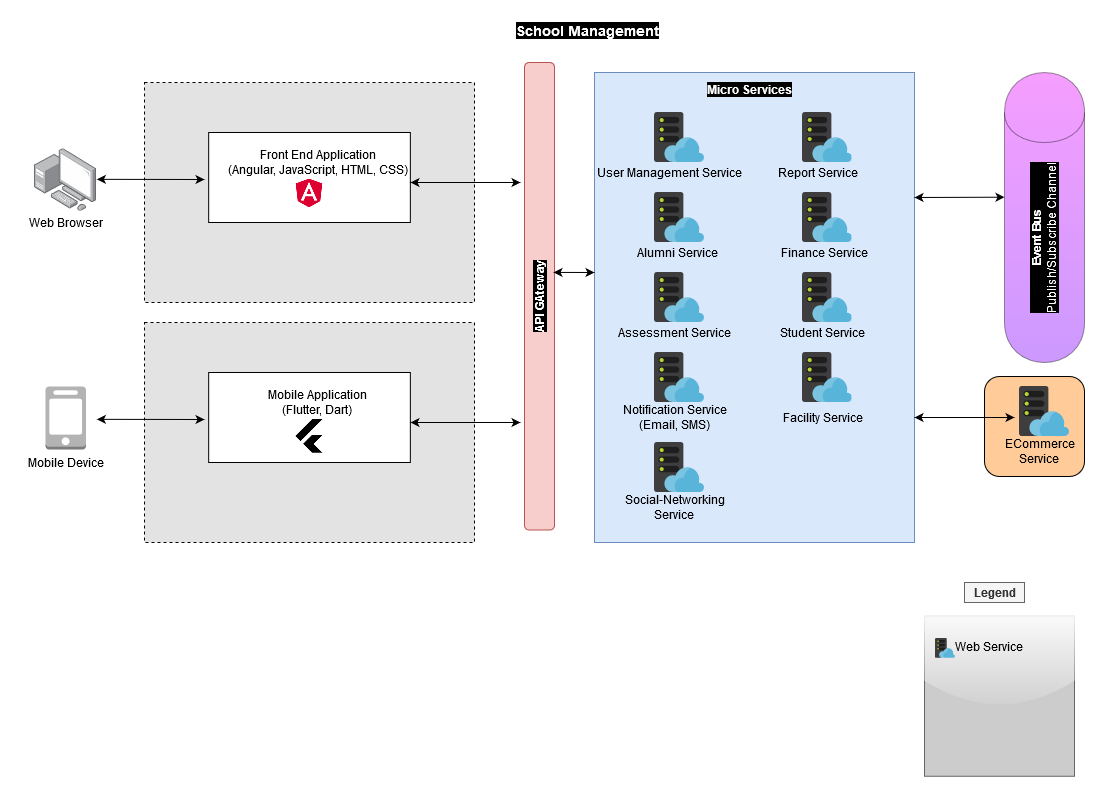 School Management
Micro Services
Front End Application
(Angular, JavaScript, HTML, CSS)
A
Web Browser
User Management Service
Report Service
Alumni Service
Finance Service
Assessment Service
Student Service
Notification Service
(Email, SMS)
Facility Service
Social-Networking
Service
API GAteway
Event Bus
Publish/Subscribe Channel
ECommerce
Service
Mobile Application
(Flutter, Dart)
Mobile Device
Legend
Web Service